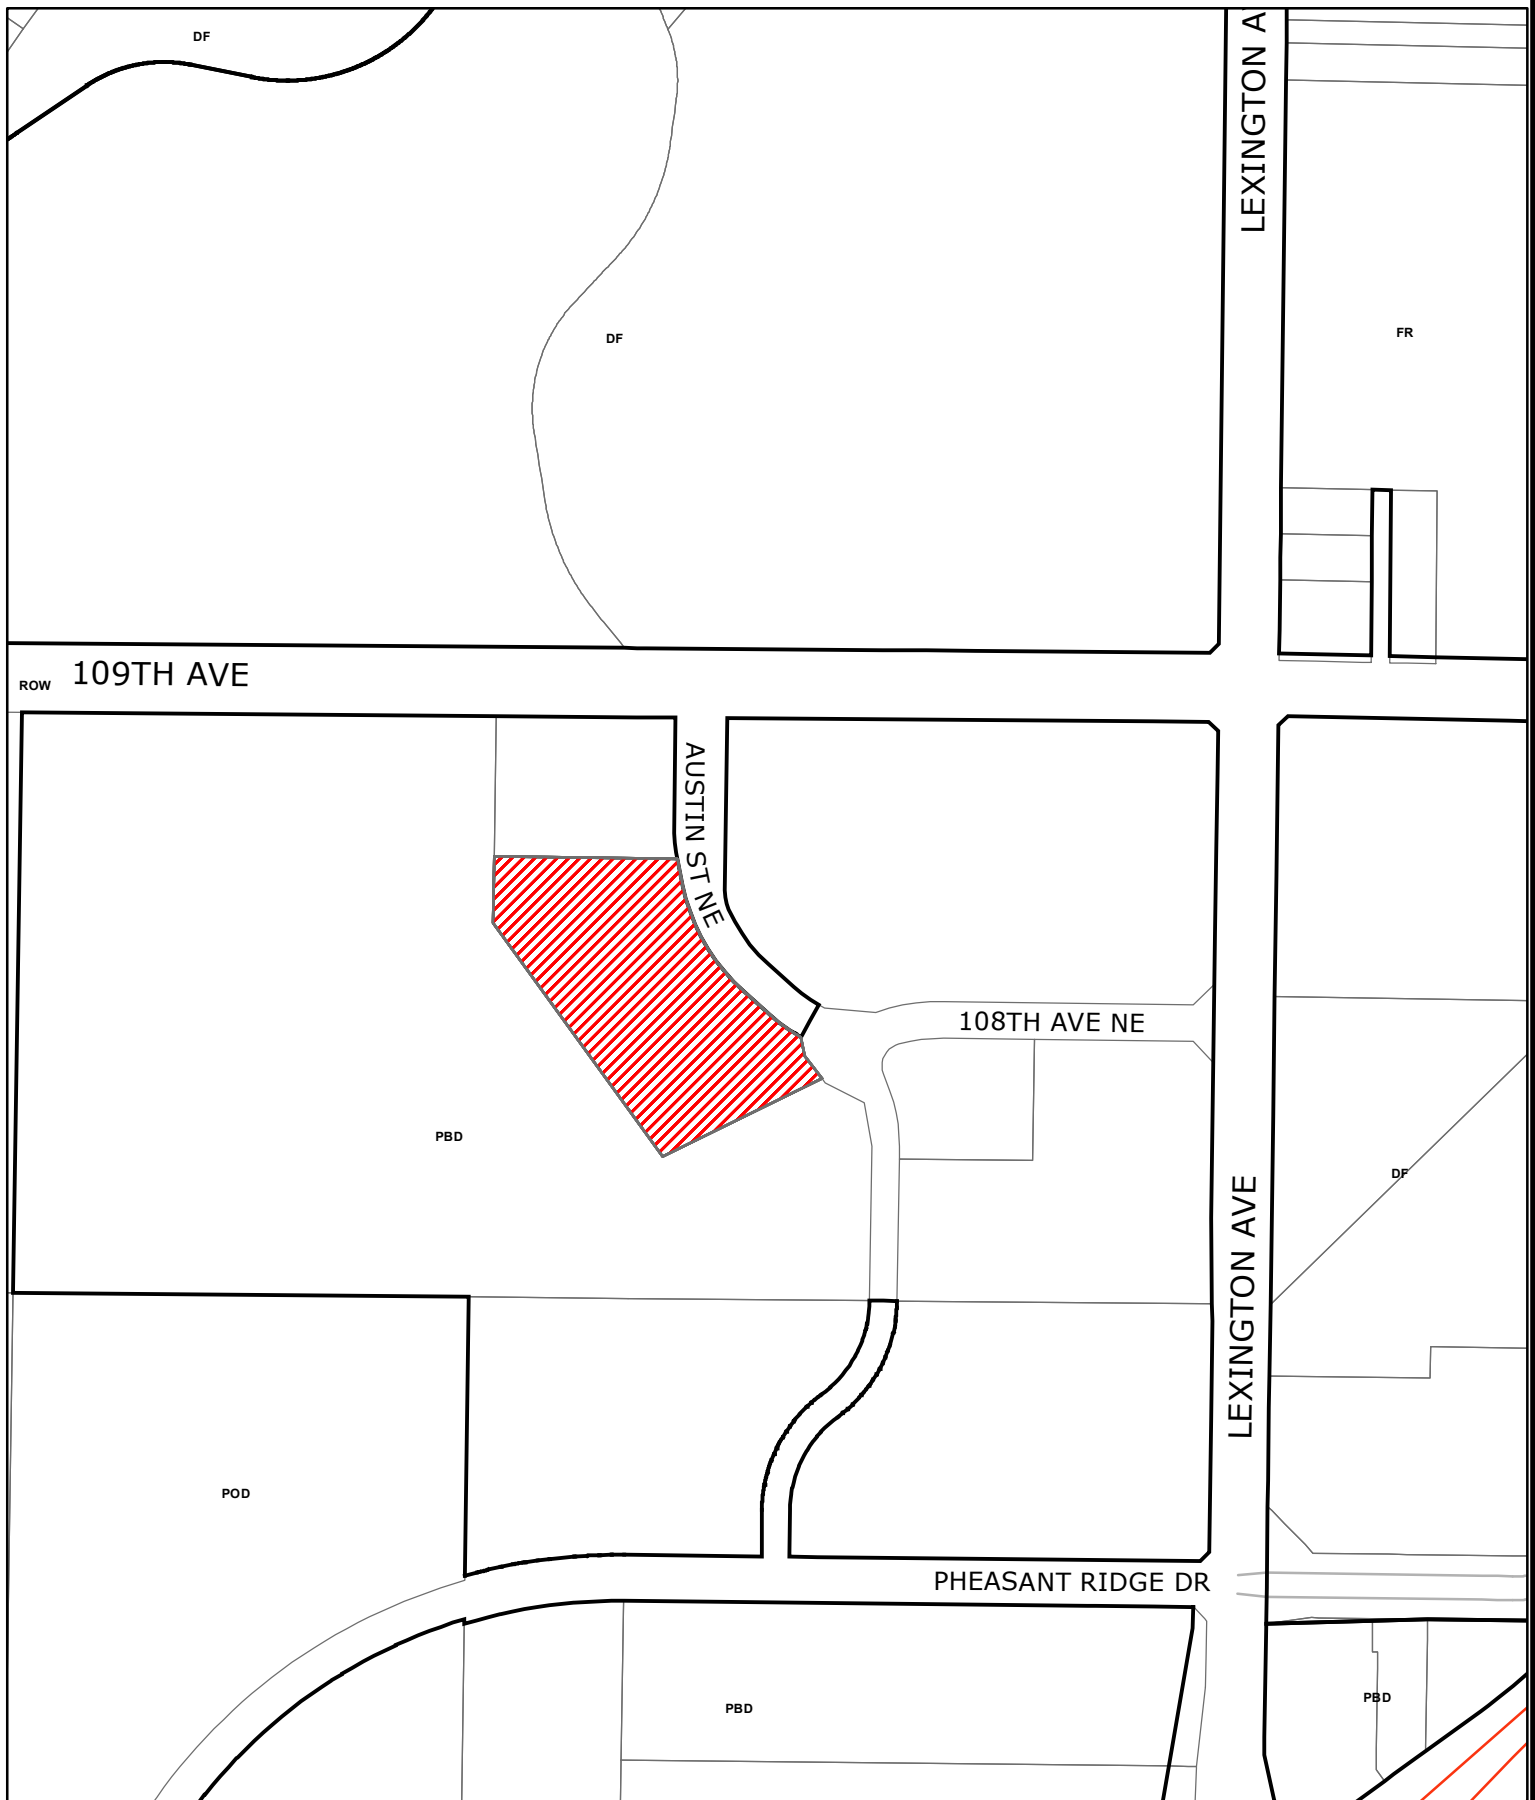 DF
LEXINGTON A
DF
FR
ROW
109TH AVE
AUSTIN ST NE
108TH AVE NE
PBD
DF
LEXINGTON AVE
POD
PHEASANT RIDGE DR
PBD
PBD